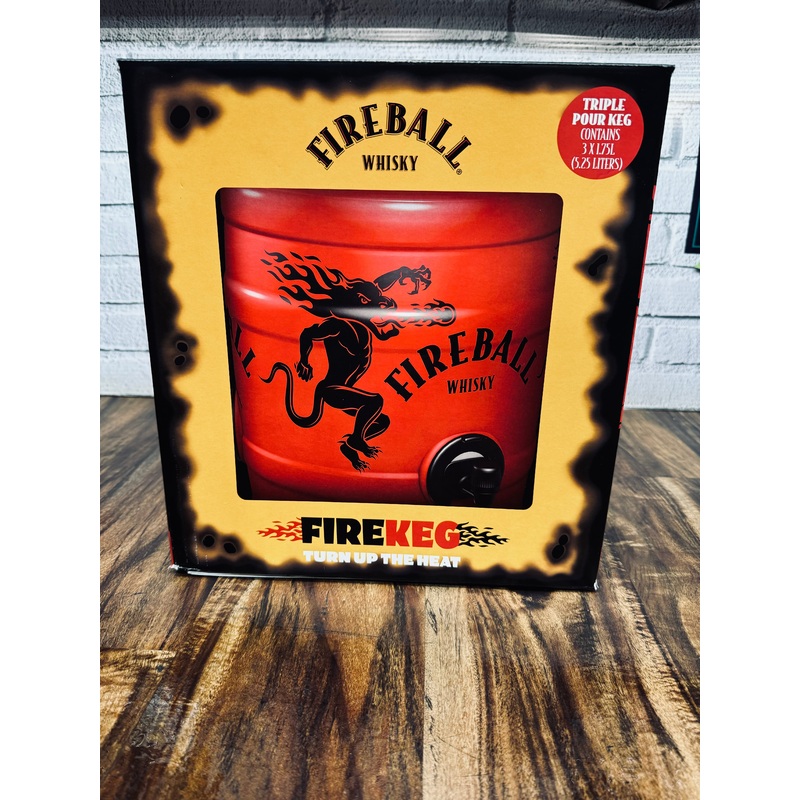 FIREBALL
WHISKY
TRIPLE
POUR KEG
CONTAINS
3 X 1.75L
(5.25 LITERS)
LL
FIREBALL
WHISKY
FIREKEG
TURN UP THE HEAT